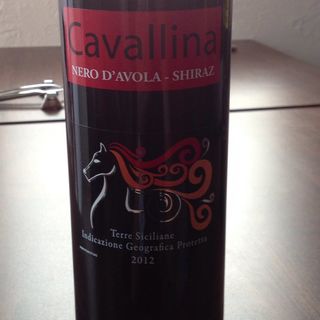 Cavallina
NERO D'AVOLA - SHIRAZ
Terre Siciliane
Indicazione Geografica Protetta
2012